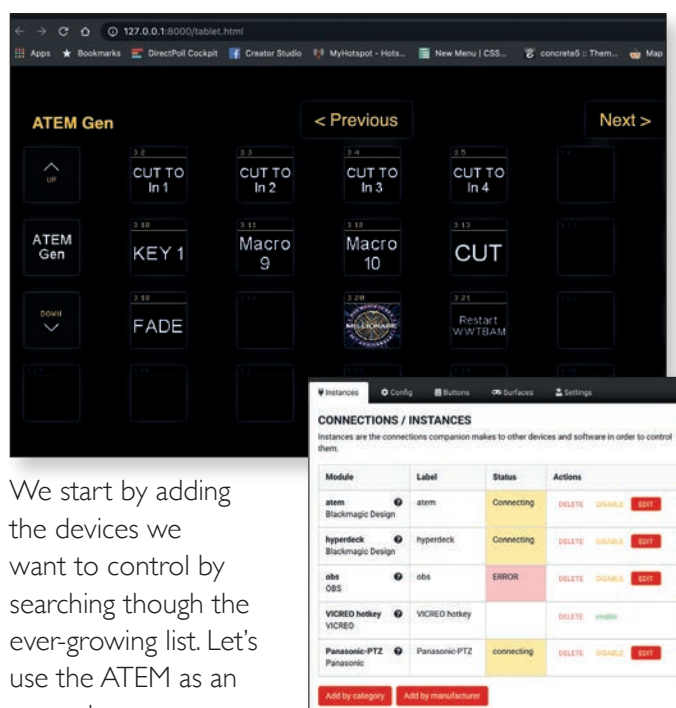 127.0.0.1:8000/tablet.html
Apps Bookmarks DirectPoll Cockpit Creator Studio MyHotspot - Hots... New Menu | CSS... concrete5 :: Them... Map
ATEM Gen < Previous Next >
UP
3.2 CUT TO In 1
3.3 CUT TO In 2
3.4 CUT TO In 3
3.5 CUT TO In 4
ATEM Gen
3.10 KEY 1
3.11 Macro 9
3.12 Macro 10
3.13 CUT
DOWN
3.18 FADE
3.20 MILLIONAIRE
3.21 Restart WWTBAM
Instances Config Buttons Surfaces Settings
CONNECTIONS / INSTANCES
Instances are the connections companion makes to other devices and software in order to control
them.
Module Label Status Actions
atem atem Connecting DELETE DISABLE EDIT
Blackmagic Design
hyperdeck hyperdeck Connecting DELETE DISABLE EDIT
Blackmagic Design
obs obs ERROR DELETE DISABLE EDIT
OBS
VICREO hotkey VICREO hotkey DELETE enable
VICREO
Panasonic-PTZ Panasonic-PTZ connecting DELETE DISABLE EDIT
Panasonic
Add by category Add by manufacturer
We start by adding
the devices we
want to control by
searching though the
ever-growing list. Let's
use the ATEM as an